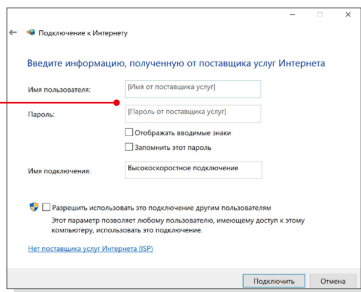 Подключение к Интернету
Введите информацию, полученную от поставщика услуг Интернета
Имя пользователя:
[Имя от поставщика услуг]
Пароль:
[Пароль от поставщика услуг]
Отображать вводимые знаки
Запомнить этот пароль
Имя подключения:
Высокоскоростное подключение
Разрешить использовать это подключение другим пользователям
Этот параметр позволяет любому пользователю, имеющему доступ к этому
компьютеру, использовать это подключение.
Нет поставщика услуг Интернета (ISP)
Подключить
Отмена